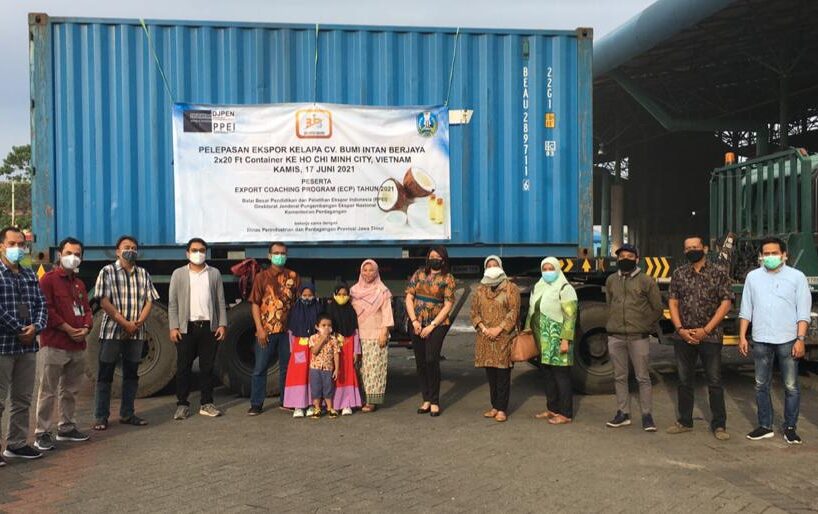 DJPEN
PPEI
PELEPASAN EKSPOR KELAPA CV. BUMI INTAN BERJAYA
2x20 Ft Container KE HO CHI MINH CITY, VIETNAM
KAMIS, 17 JUNI 2021
PESERTA
EXPORT COACHING PROGRAM (ECP) TAHUN 2021
Balai Besar Pendidikan dan Pelatihan Ekspor Indonesia (PPEI)
Direktorat Jenderal Pengembangan Ekspor Nasional
Kementerian Perdagangan
bekerja sama dengan
Dinas Perindustrian dan Perdagangan Provinsi Jawa Timur
BEAU 289711 6
22G1